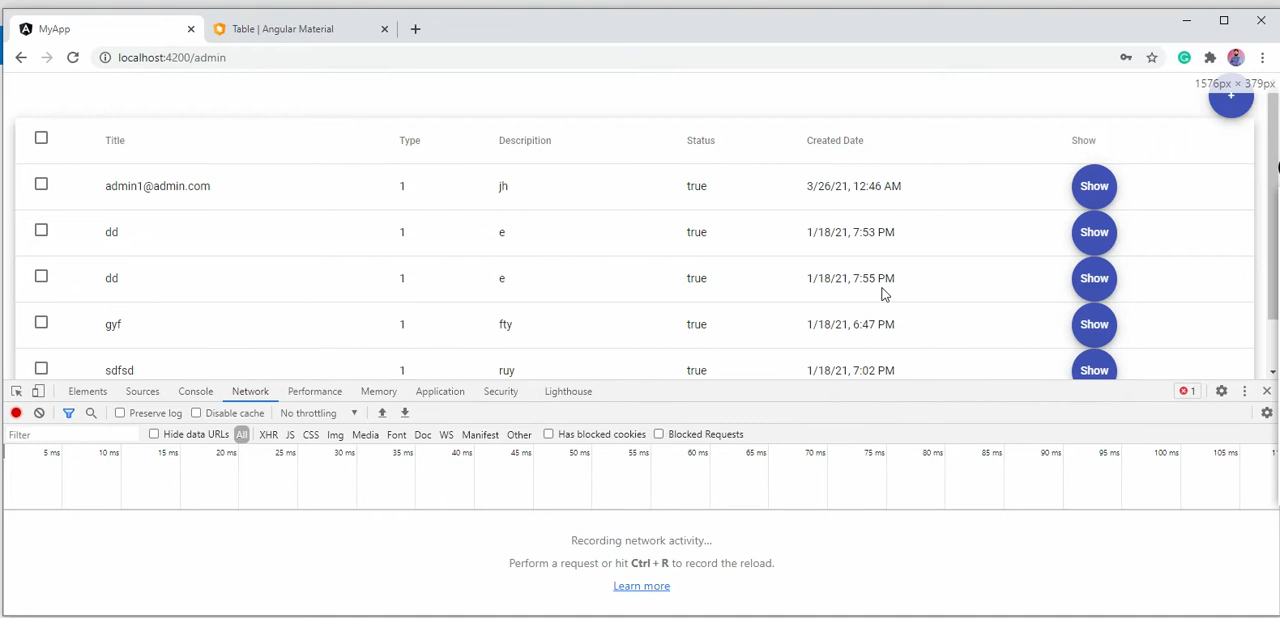 MyApp
Table | Angular Material
localhost:4200/admin
1576px × 379px
+
Title Type Descripition Status Created Date Show
admin1@admin.com 1 jh true 3/26/21, 12:46 AM Show
dd 1 e true 1/18/21, 7:53 PM Show
dd 1 e true 1/18/21, 7:55 PM Show
gyf 1 fty true 1/18/21, 6:47 PM Show
sdfsd 1 ruy true 1/18/21, 7:02 PM Show
Elements Sources Console Network Performance Memory Application Security Lighthouse 1
Preserve log Disable cache No throttling
Filter Hide data URLs All XHR JS CSS Img Media Font Doc WS Manifest Other Has blocked cookies Blocked Requests
5 ms 10 ms 15 ms 20 ms 25 ms 30 ms 35 ms 40 ms 45 ms 50 ms 55 ms 60 ms 65 ms 70 ms 75 ms 80 ms 85 ms 90 ms 95 ms 100 ms 105 ms
Recording network activity...
Perform a request or hit Ctrl + R to record the reload.
Learn more